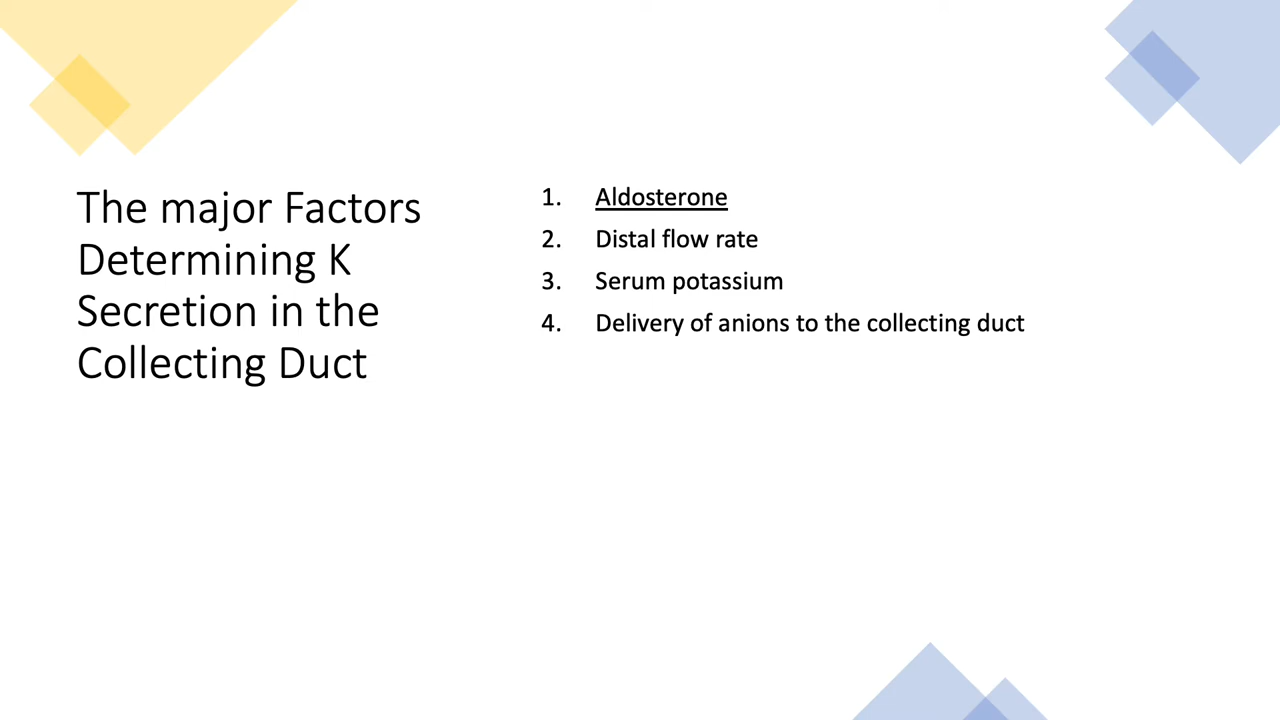 The major Factors
Determining K
Secretion in the
Collecting Duct
1. Aldosterone
2. Distal flow rate
3. Serum potassium
4. Delivery of anions to the collecting duct